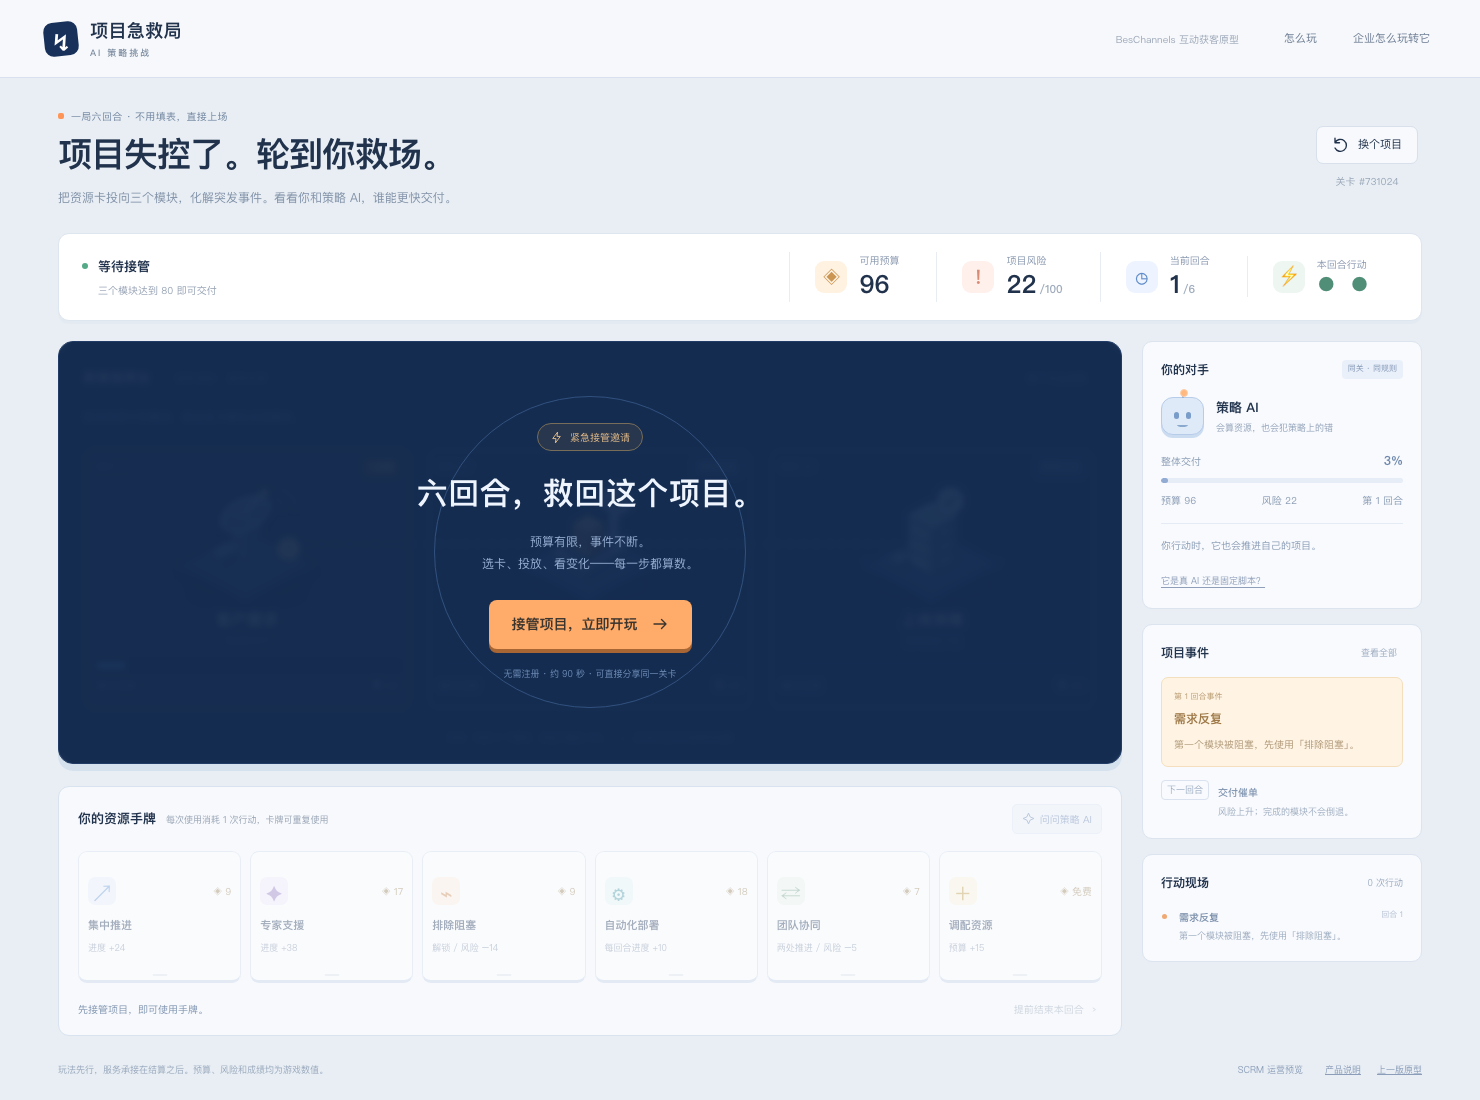 项目急救局
AI 策略挑战
BesChannels 互动获客原型
怎么玩
企业怎么玩转它
一局六回合 · 不用填表，直接上场
项目失控了。轮到你救场。
把资源卡投向三个模块，化解突发事件。看看你和策略 AI，谁能更快交付。
换个项目
关卡 #731024
等待接管
三个模块达到 80 即可交付
可用预算
96
项目风险
22 /100
当前回合
1 /6
本回合行动
紧急接管邀请
六回合，救回这个项目。
预算有限，事件不断。
选卡、投放、看变化——每一步都算数。
接管项目，立即开玩 →
无需注册 · 约 90 秒 · 可直接分享同一关卡
你的对手
同关 · 同规则
策略 AI
会算资源，也会犯策略上的错
整体交付
3%
预算 96
风险 22
第 1 回合
你行动时，它也会推进自己的项目。
它是真 AI 还是固定脚本？
项目事件
查看全部
第 1 回合事件
需求反复
第一个模块被阻塞，先使用「排除阻塞」。
下一回合
交付催单
风险上升；完成的模块不会倒退。
行动现场
0 次行动
需求反复
回合 1
第一个模块被阻塞，先使用「排除阻塞」。
你的资源手牌
每次使用消耗 1 次行动，卡牌可重复使用
问问策略 AI
◈ 9
集中推进
进度 +24
◈ 17
专家支援
进度 +38
◈ 9
排除阻塞
解锁 / 风险 −14
◈ 18
自动化部署
每回合进度 +10
◈ 7
团队协同
两处推进 / 风险 −5
◈ 免费
调配资源
预算 +15
先接管项目，即可使用手牌。
提前结束本回合
玩法先行，服务承接在结算之后。预算、风险和成绩均为游戏数值。
SCRM 运营预览
产品说明
上一版原型